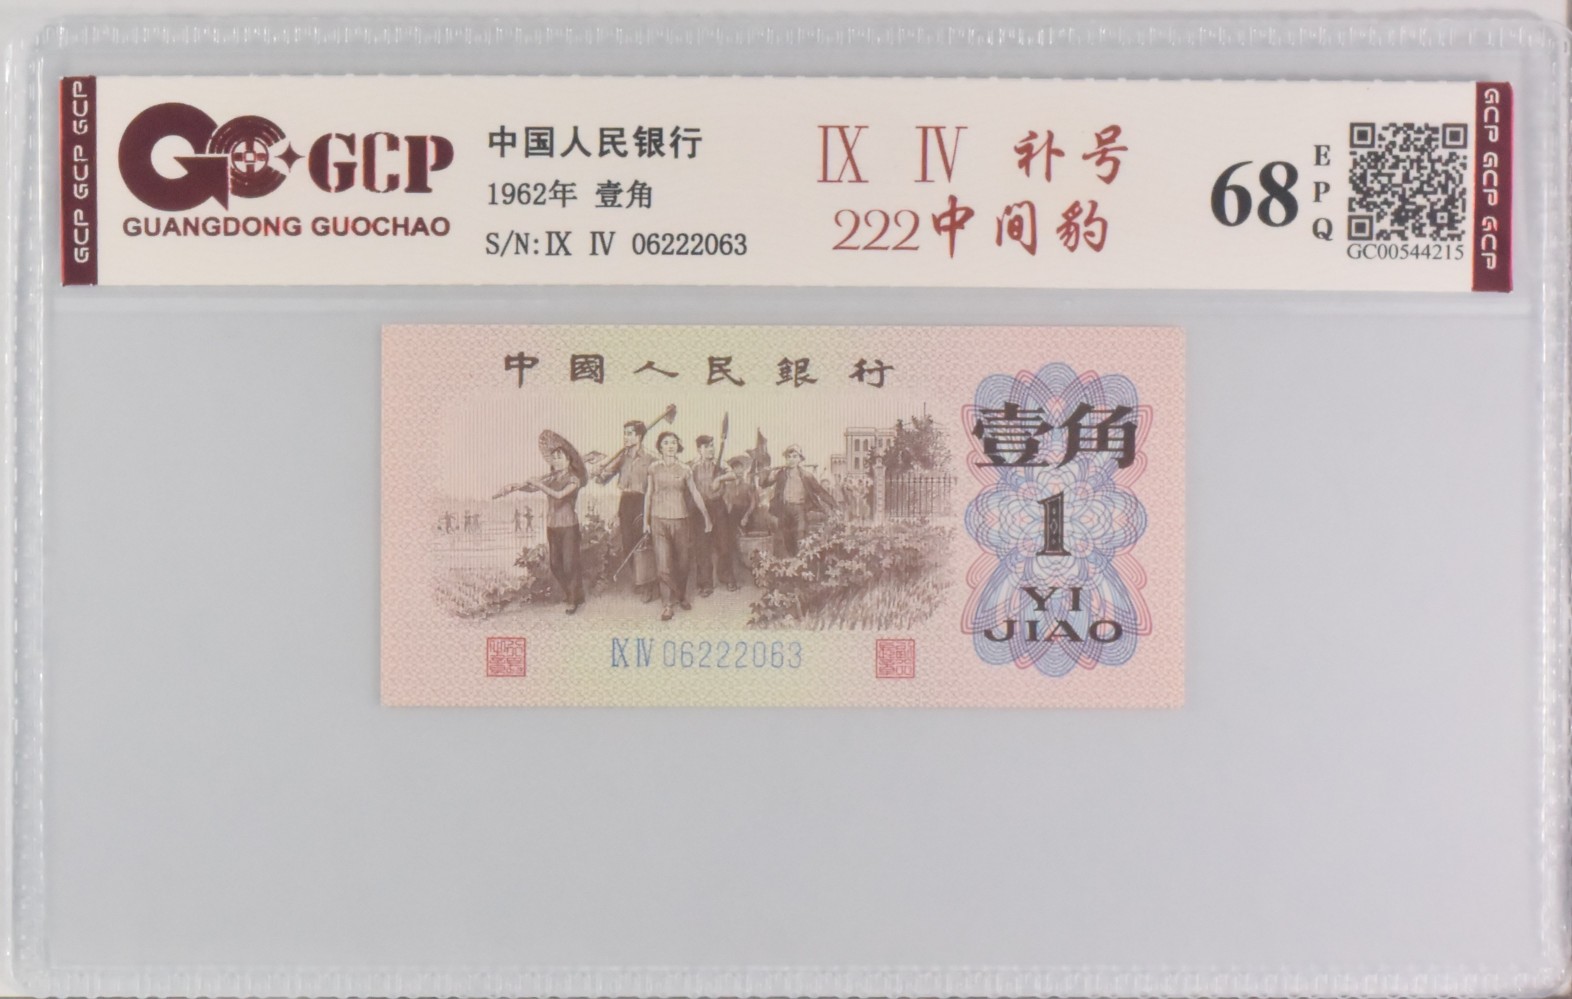 GCP GCP GCP
GCP
GUANGDONG GUOCHAO
中国人民银行
1962年 壹角
S/N:Ⅸ Ⅳ 06222063
Ⅸ Ⅳ 补号
222中间豹
68
EPQ
GC00544215
GCP GCP GCP
中國人民銀行
壹角
1
YI
JIAO
ⅨⅣ 06222063